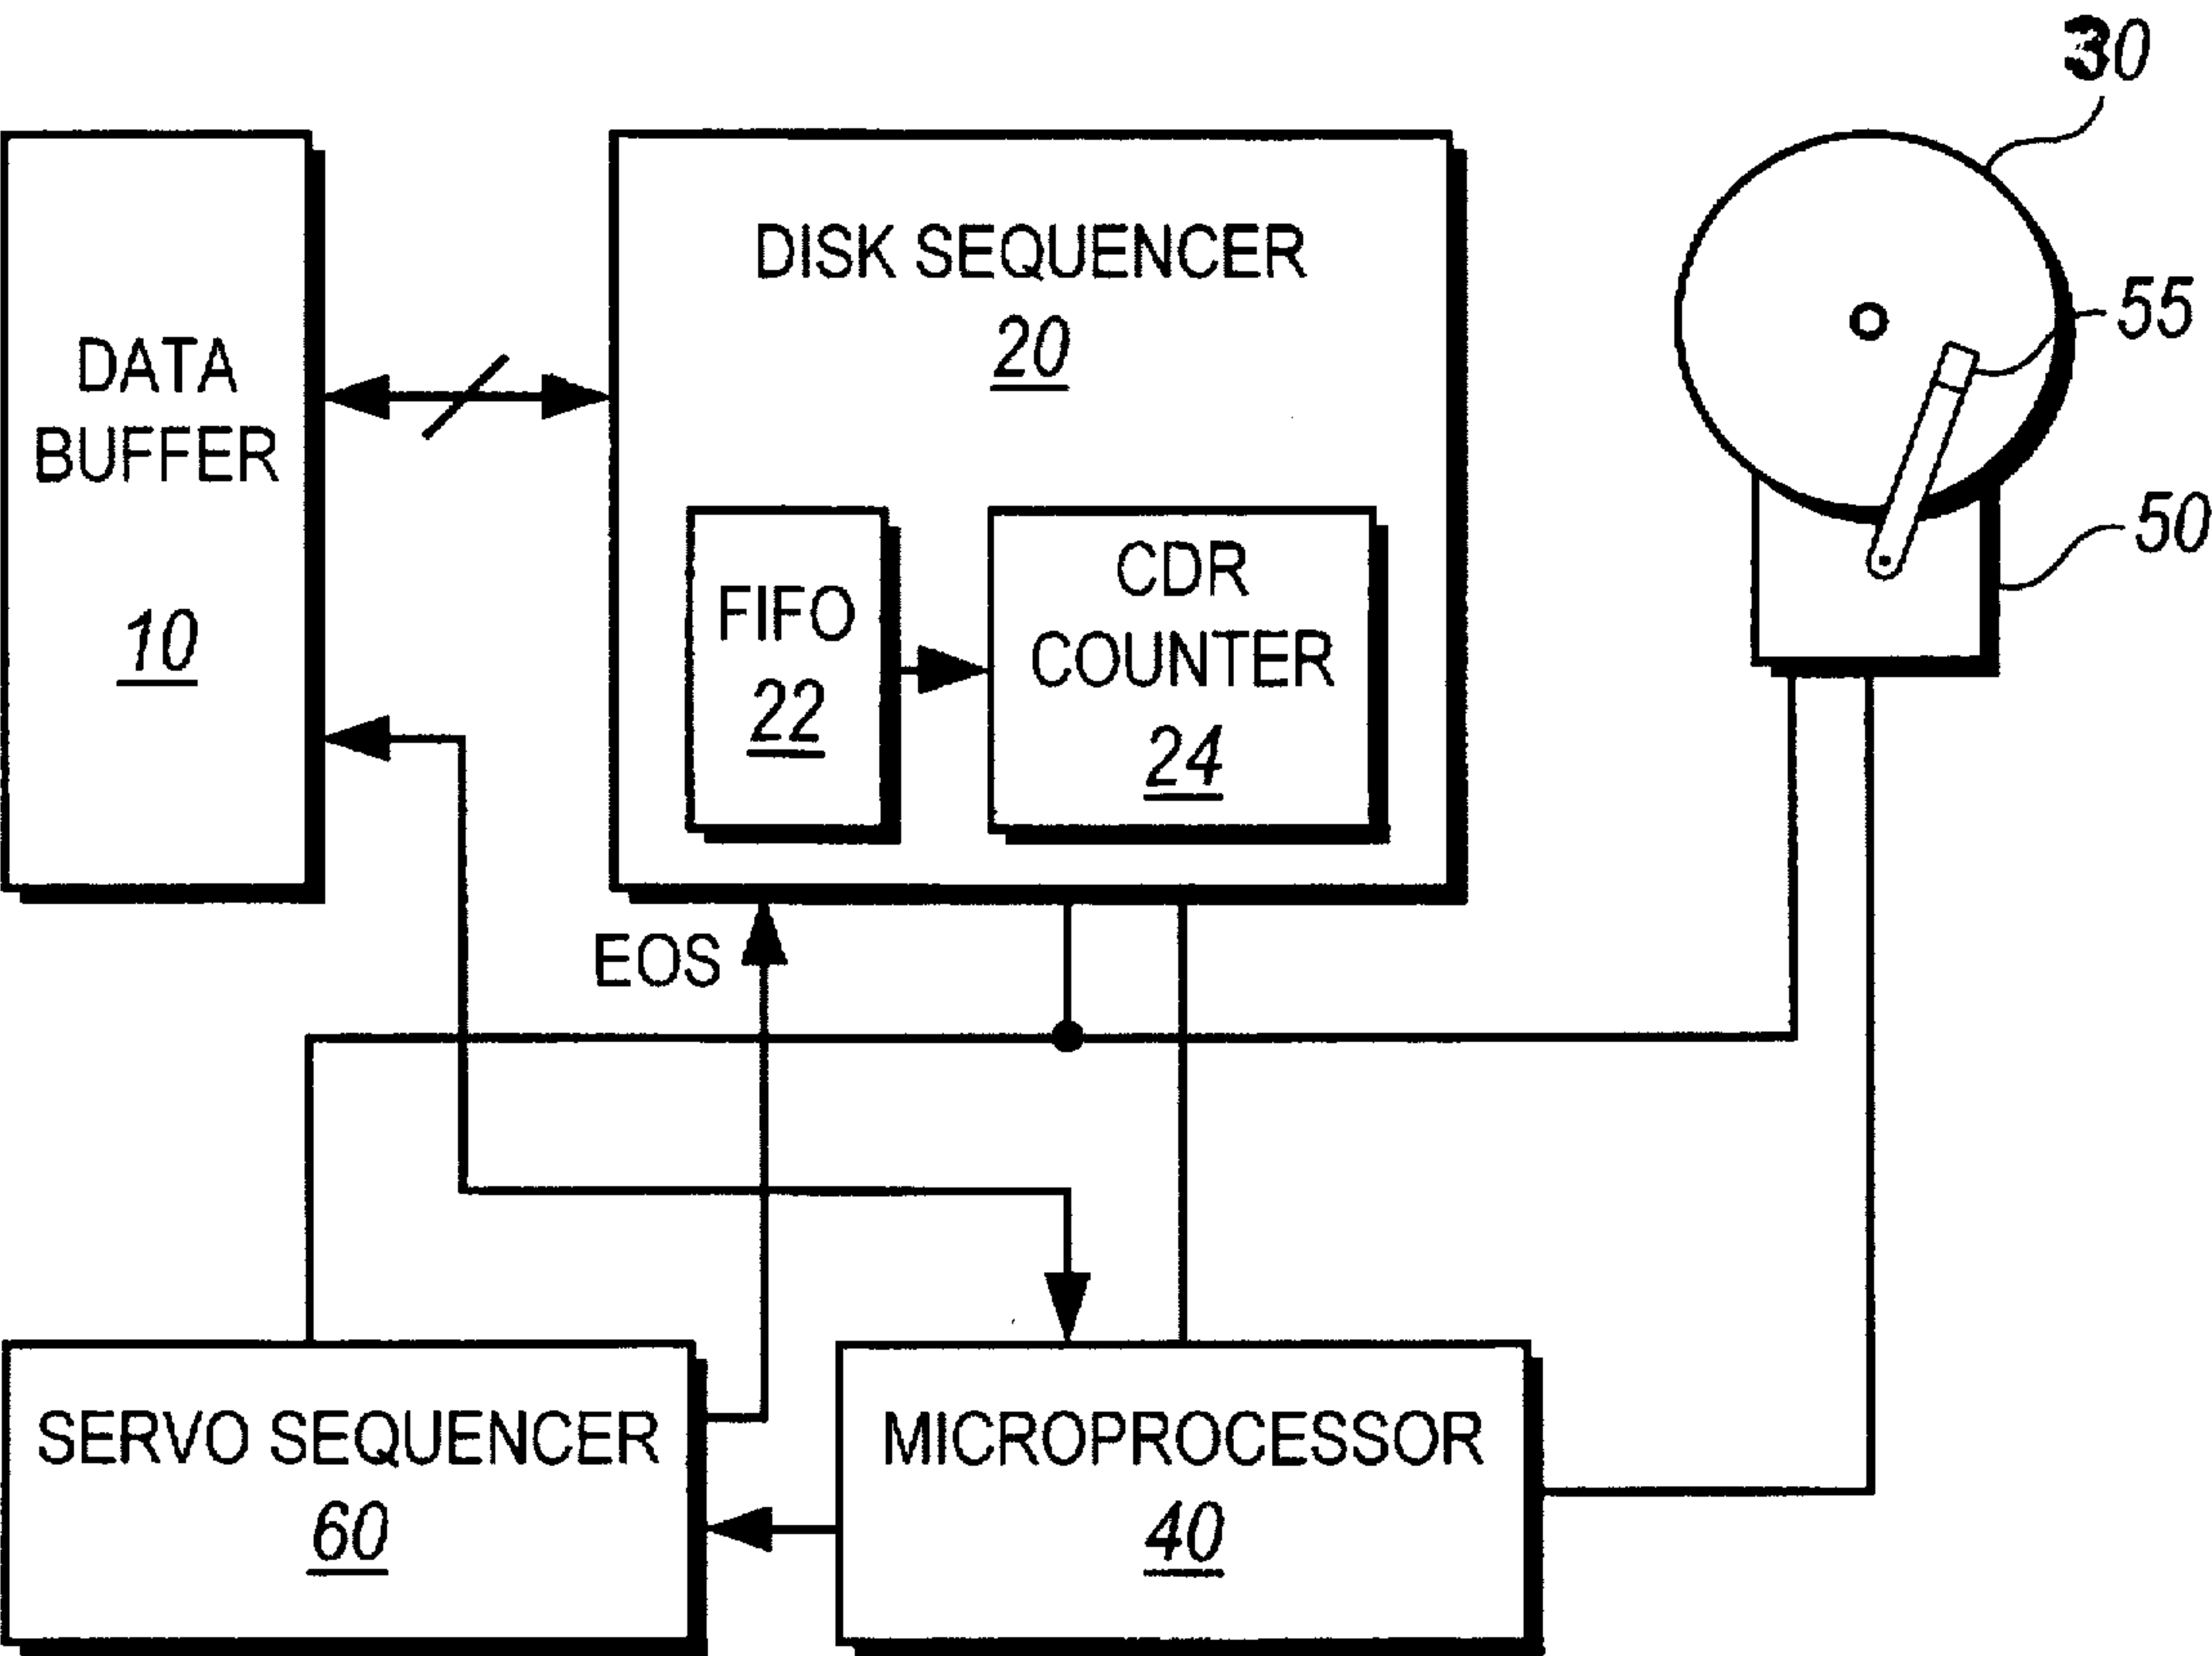 30
DISK SEQUENCER
20
55
DATA
BUFFER
10
50
FIFO
22
CDR
COUNTER
24
EOS
SERVO SEQUENCER
60
MICROPROCESSOR
40